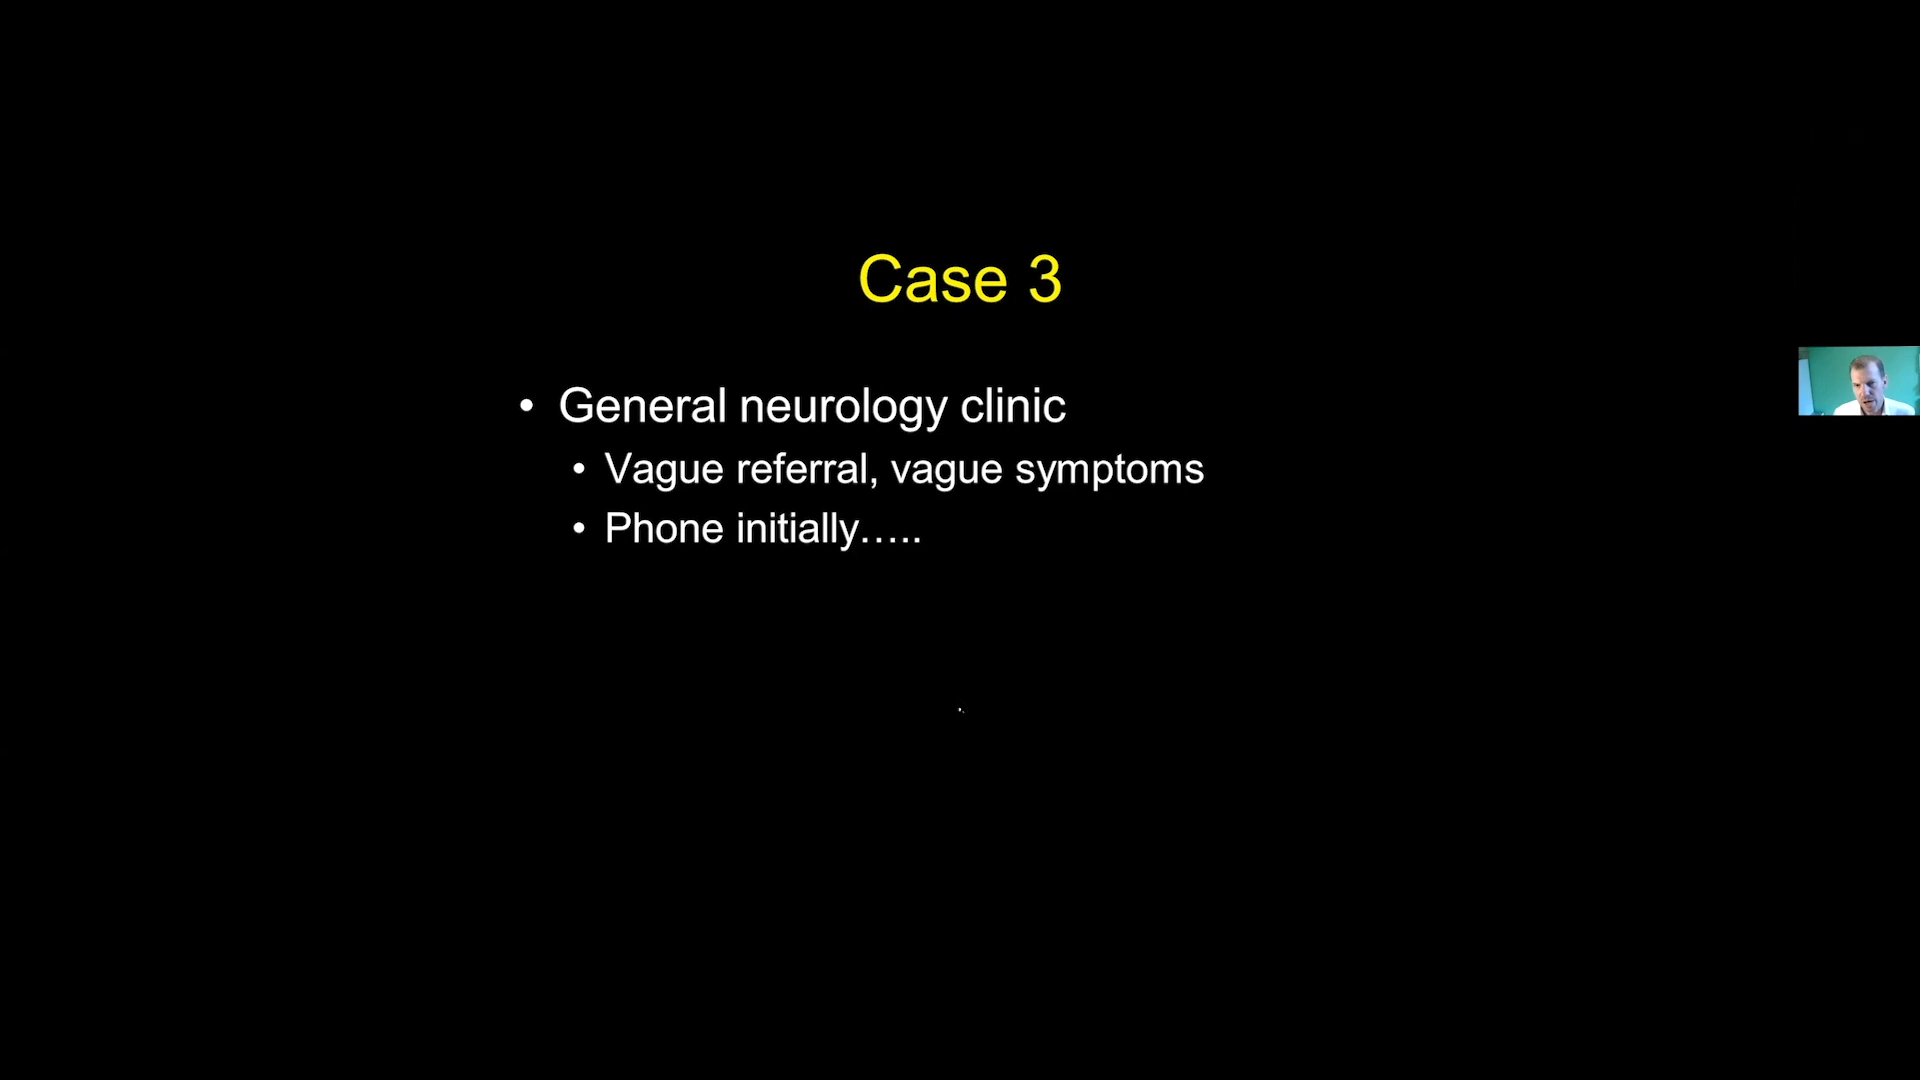 Case 3
• General neurology clinic
• Vague referral, vague symptoms
• Phone initially…..